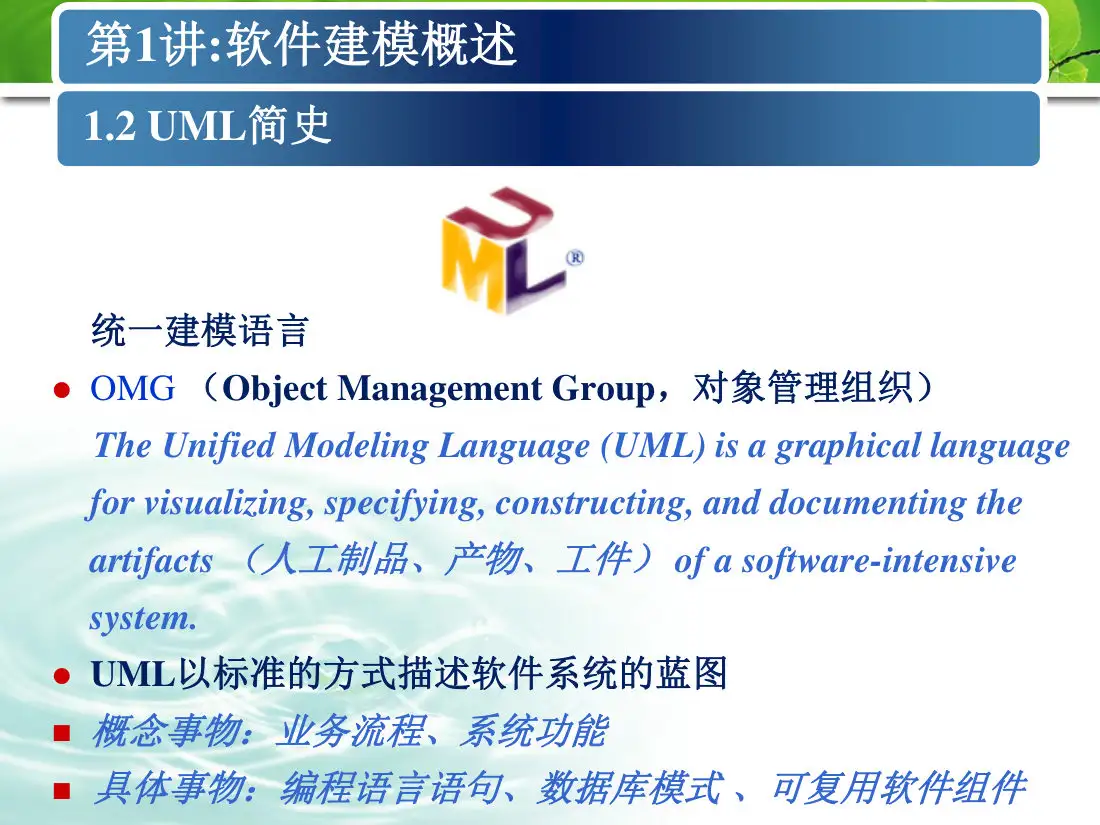 第1讲:软件建模概述
1.2 UML简史
UML®
统一建模语言
● OMG （Object Management Group，对象管理组织）
The Unified Modeling Language (UML) is a graphical language
for visualizing, specifying, constructing, and documenting the
artifacts （人工制品、产物、工件） of a software-intensive
system.
● UML以标准的方式描述软件系统的蓝图
■ 概念事物：业务流程、系统功能
■ 具体事物：编程语言语句、数据库模式 、可复用软件组件